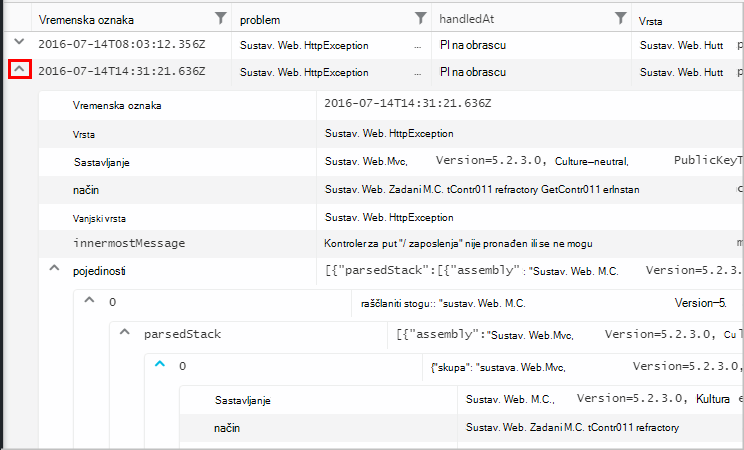 Vremenska oznaka problem handledAt Vrsta
2016-07-14T08:03:12.356Z Sustav. Web. HttpException ... Pl na obrascu Sustav. Web. Hutt p
2016-07-14T14:31:21.636Z Sustav. Web. HttpException ... Pl na obrascu Sustav. Web. Hutt p
Vremenska oznaka 2016-07-14T14:31:21.636Z
Vrsta Sustav. Web. HttpException
Sastavljanje Sustav. Web.Mvc, Version=5.2.3.0, Culture—neutral, PublicKeyT
način Sustav. Web. Zadani M.C. tContr011 refractory GetContr011 erInstan c
Vanjski vrsta Sustav. Web. HttpException
innermostMessage Kontroler za put "/ zaposlenja" nije pronađen ili se ne mogu m
pojedinosti [{"parsedStack":[{"assembly" : "Sustav. Web. M.C. Version=5.2.3.
0 raščlaniti stogu:: "sustav. Web. M.C. Version—5.
parsedStack [{"assembly":"Sustav. Web.Mvc, Version=5.2.3.0, Cul
0 {"skupa": "sustava. Web.Mvc, Version=5.2.3.0,
Sastavljanje Sustav. Web. M.C., Version=5.2.3.0, Kultura e
način Sustav. Web. Zadani M.C. tContr011 refractory